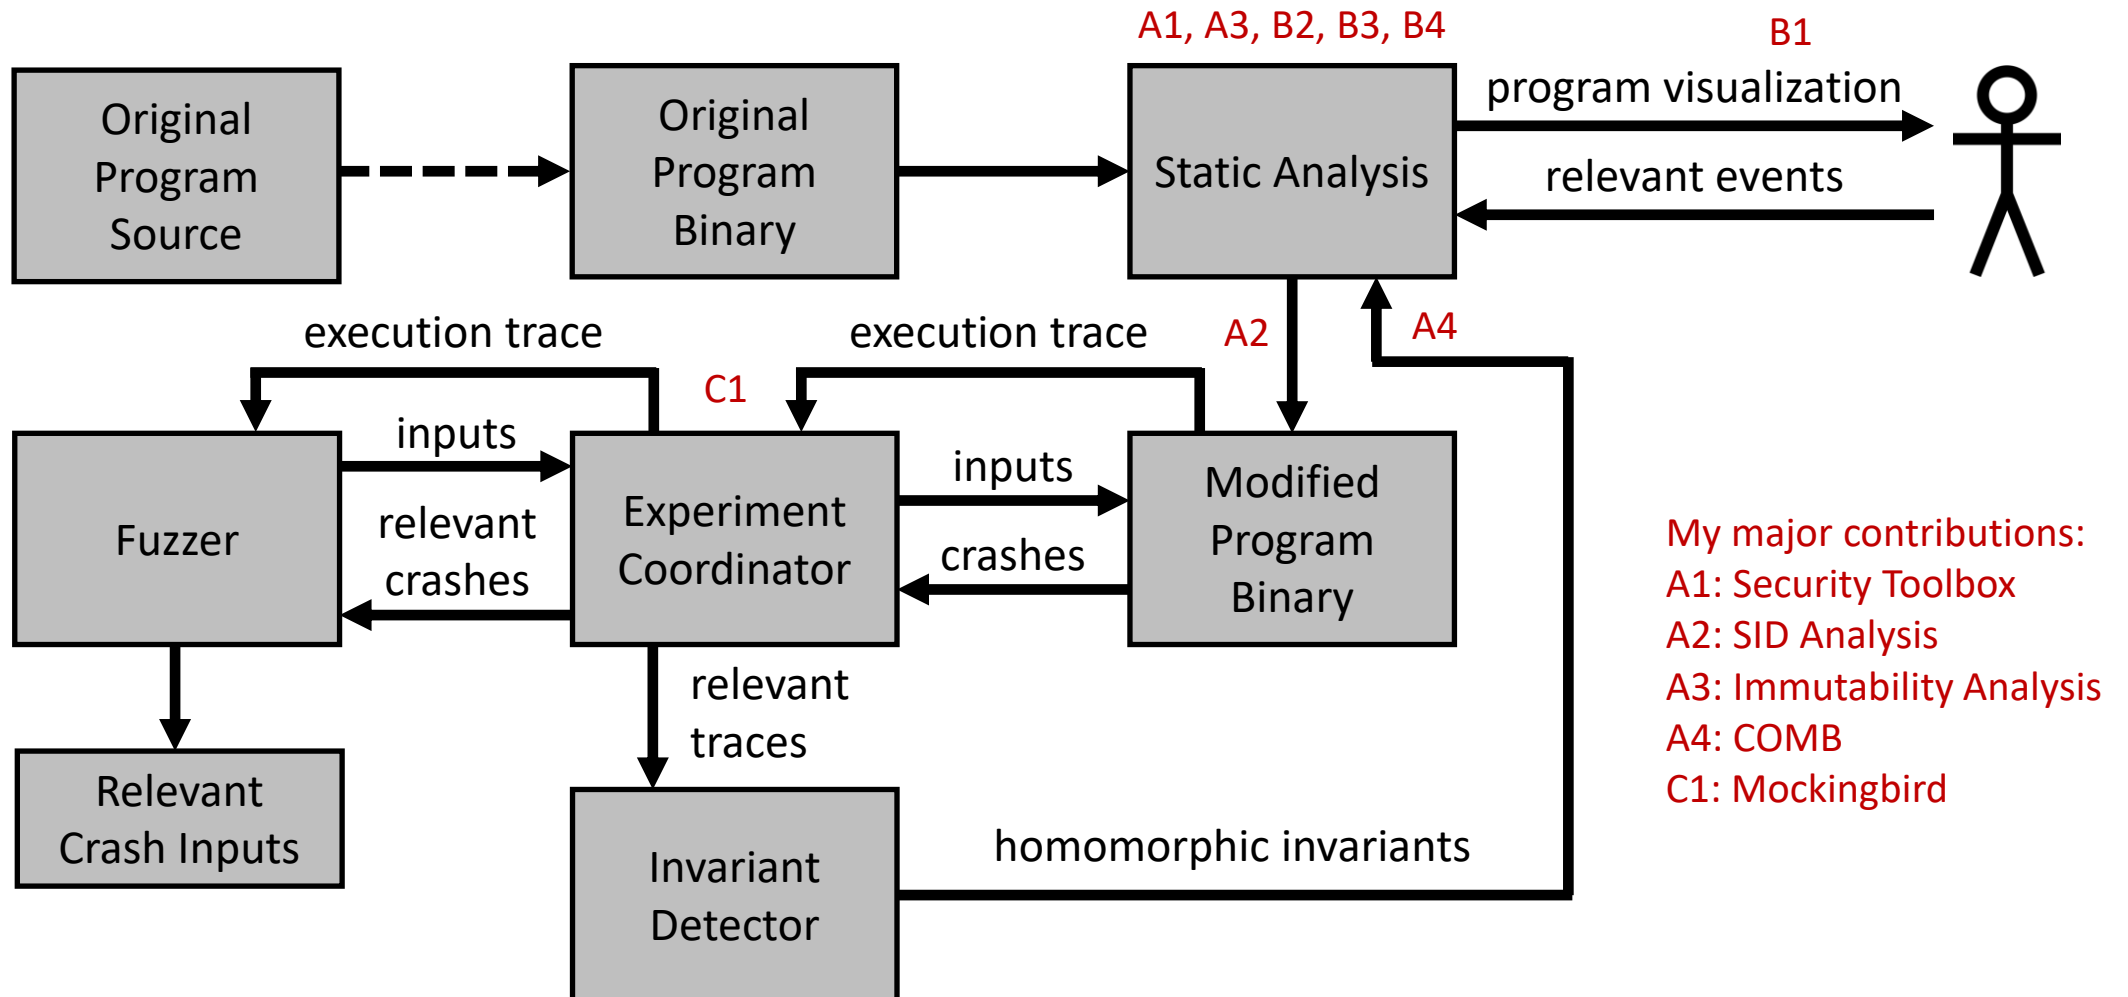 A1, A3, B2, B3, B4
B1
Original
Program
Source
Original
Program
Binary
Static Analysis
program visualization
relevant events
execution trace
execution trace
A2
A4
C1
Fuzzer
inputs
relevant
crashes
Experiment
Coordinator
inputs
crashes
Modified
Program
Binary
relevant
traces
Relevant
Crash Inputs
Invariant
Detector
homomorphic invariants
My major contributions:
A1: Security Toolbox
A2: SID Analysis
A3: Immutability Analysis
A4: COMB
C1: Mockingbird